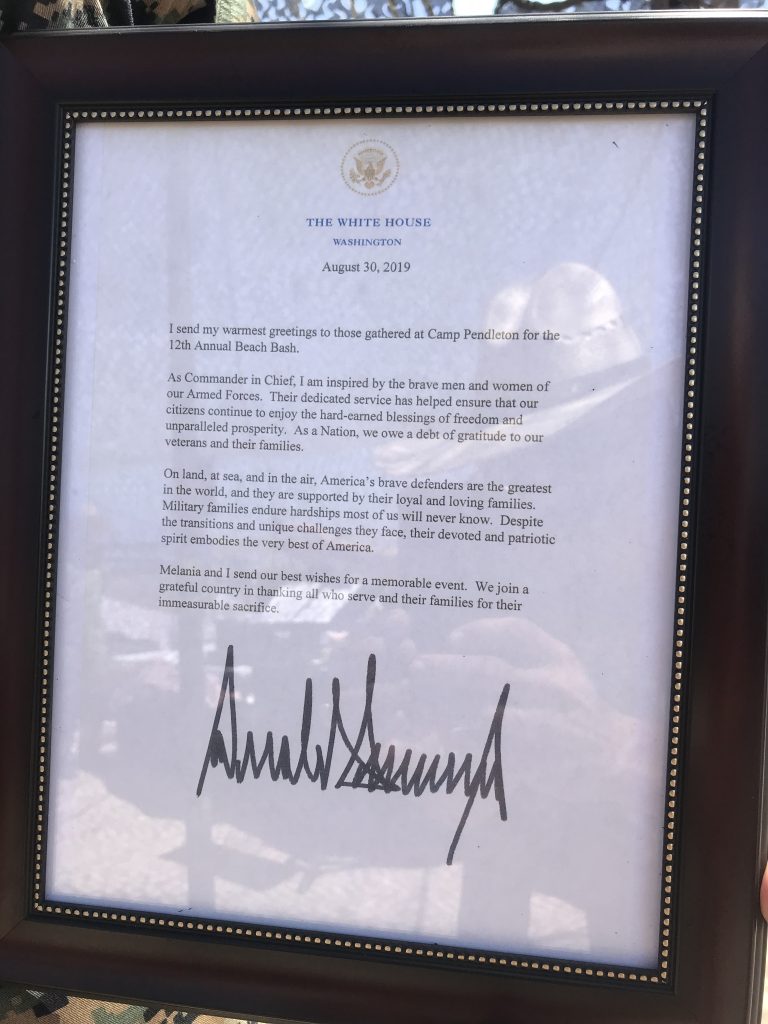 THE WHITE HOUSE
WASHINGTON
August 30, 2019
I send my warmest greetings to those gathered at Camp Pendleton for the
12th Annual Beach Bash.
As Commander in Chief, I am inspired by the brave men and women of
our Armed Forces.  Their dedicated service has helped ensure that our
citizens continue to enjoy the hard-earned blessings of freedom and
unparalleled prosperity.  As a Nation, we owe a debt of gratitude to our
veterans and their families.
On land, at sea, and in the air, America's brave defenders are the greatest
in the world, and they are supported by their loyal and loving families.
Military families endure hardships most of us will never know.  Despite
the transitions and unique challenges they face, their devoted and patriotic
spirit embodies the very best of America.
Melania and I send our best wishes for a memorable event.  We join a
grateful country in thanking all who serve and their families for their
immeasurable sacrifice.